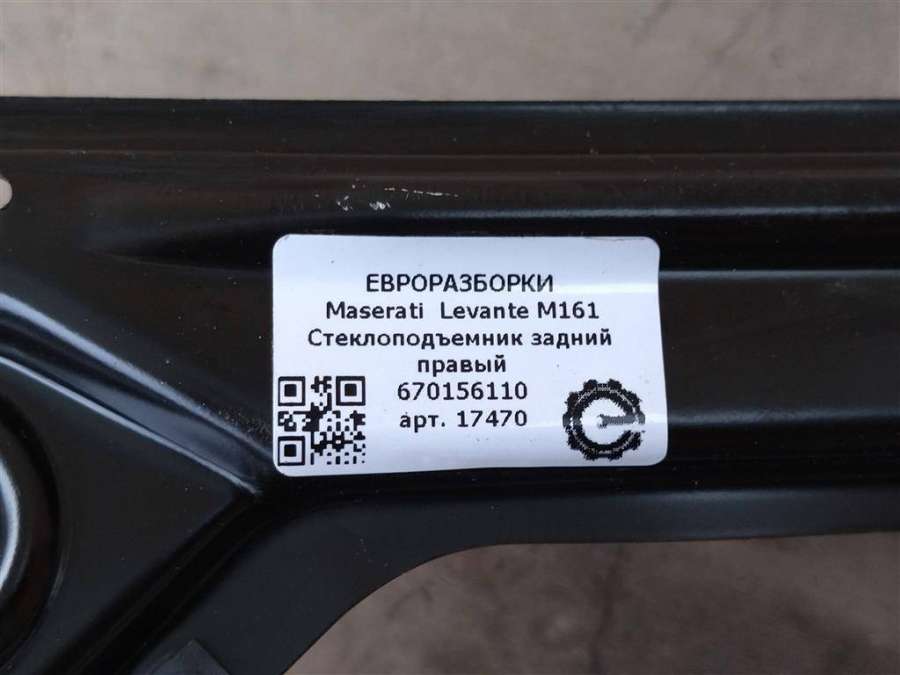 ЕВРОРАЗБОРКИ
Maserati Levante M161
Стеклоподъемник задний
правый
670156110
арт. 17470